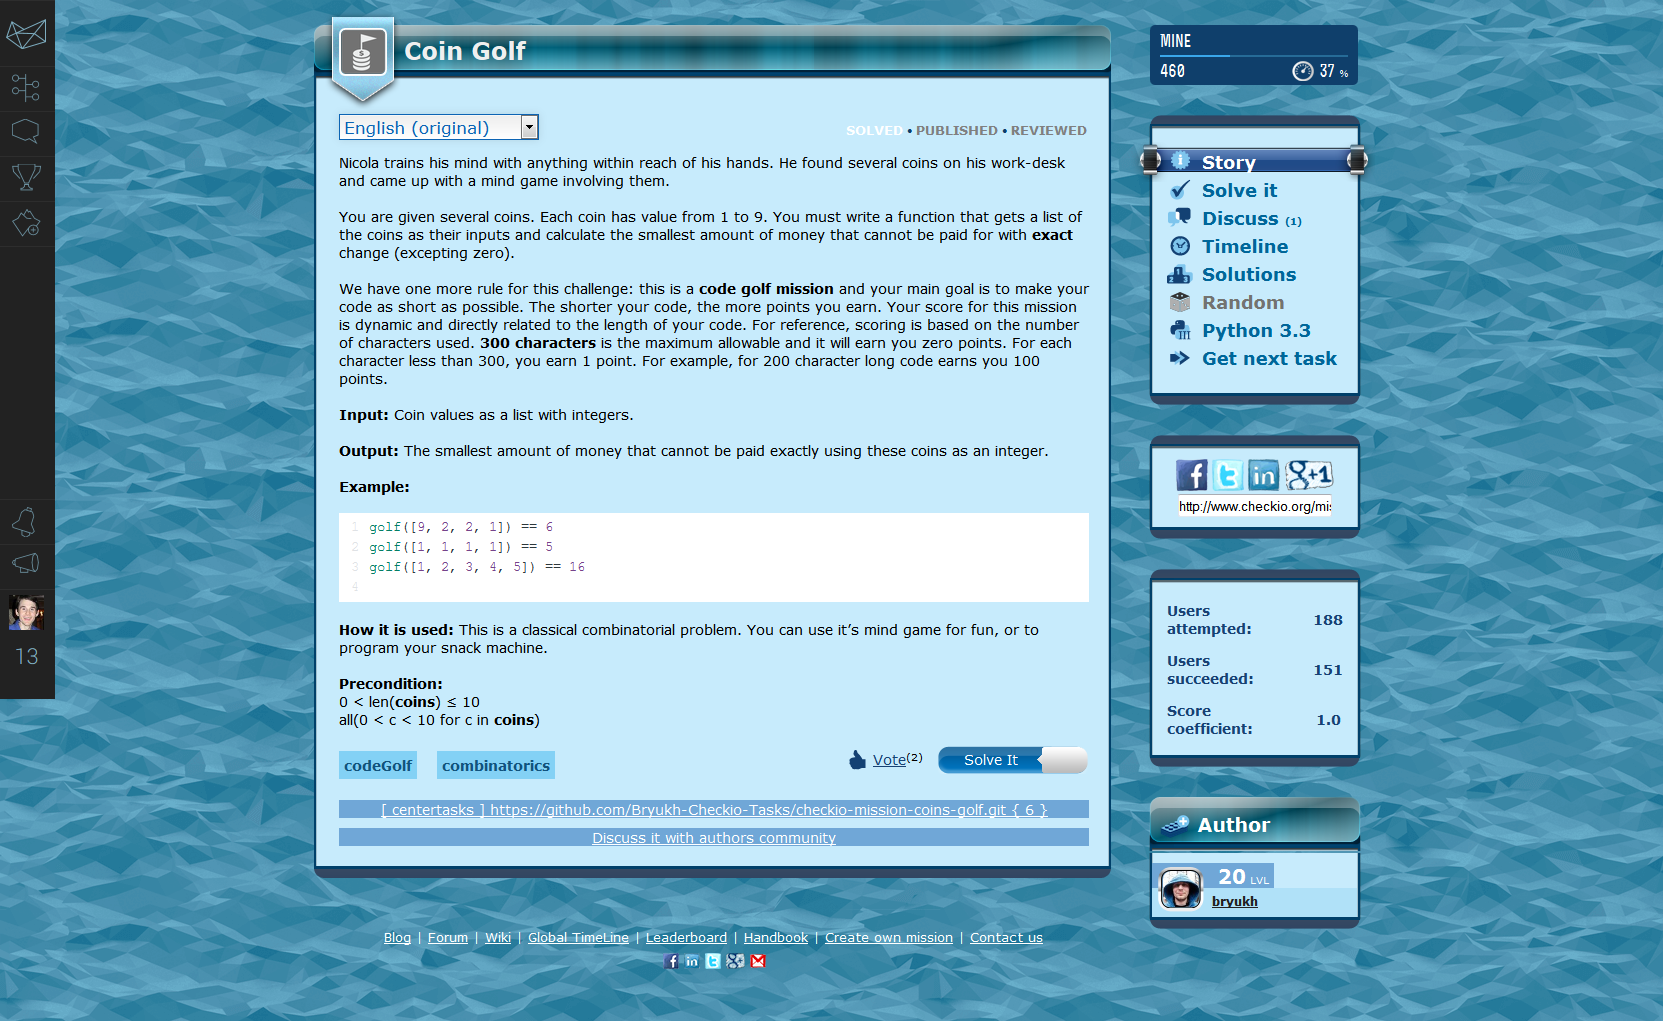 Coin Golf
English (original)
SOLVED • PUBLISHED • REVIEWED
Nicola trains his mind with anything within reach of his hands. He found several coins on his work-desk
and came up with a mind game involving them.
You are given several coins. Each coin has value from 1 to 9. You must write a function that gets a list of
the coins as their inputs and calculate the smallest amount of money that cannot be paid for with exact
change (excepting zero).
We have one more rule for this challenge: this is a code golf mission and your main goal is to make your
code as short as possible. The shorter your code, the more points you earn. Your score for this mission
is dynamic and directly related to the length of your code. For reference, scoring is based on the number
of characters used. 300 characters is the maximum allowable and it will earn you zero points. For each
character less than 300, you earn 1 point. For example, for 200 character long code earns you 100
points.
Input: Coin values as a list with integers.
Output: The smallest amount of money that cannot be paid exactly using these coins as an integer.
Example:
1 golf([9, 2, 2, 1]) == 6
2 golf([1, 1, 1, 1]) == 5
3 golf([1, 2, 3, 4, 5]) == 16
4
How it is used: This is a classical combinatorial problem. You can use it's mind game for fun, or to
program your snack machine.
Precondition:
0 < len(coins) ≤ 10
all(0 < c < 10 for c in coins)
codeGolf combinatorics
Vote(2) Solve It
[ centertasks ] https://github.com/Bryukh-Checkio-Tasks/checkio-mission-coins-golf.git { 6 }
Discuss it with authors community
Blog | Forum | Wiki | Global TimeLine | Leaderboard | Handbook | Create own mission | Contact us
13
MINE
460 37 %
Story
Solve it
Discuss (1)
Timeline
Solutions
Random
Python 3.3
Get next task
g+1
http://www.checkio.org/mis
Users
attempted: 188
Users
succeeded: 151
Score
coefficient: 1.0
Author
20 LVL
bryukh